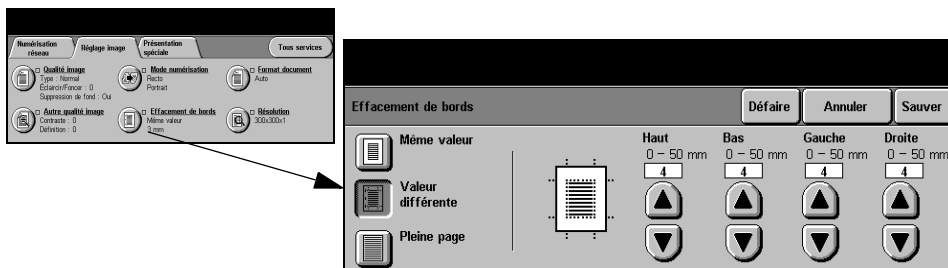 Numérisation
réseau
Réglage image
Présentation
spéciale
Tous services
Qualité image
Type : Normal
Eclaircir/Foncer : 0
Suppression de fond : Oui
Mode numérisation
Recto
Portrait
Format document
Auto
Autre qualité image
Contraste : 0
Définition : 0
Effacement de bords
Même valeur
3 mm
Résolution
300x300x1
Effacement de bords
Défaire
Annuler
Sauver
Même valeur
Valeur
différente
Pleine page
Haut
0 – 50 mm
4
Bas
0 – 50 mm
4
Gauche
0 – 50 mm
4
Droite
0 – 50 mm
4